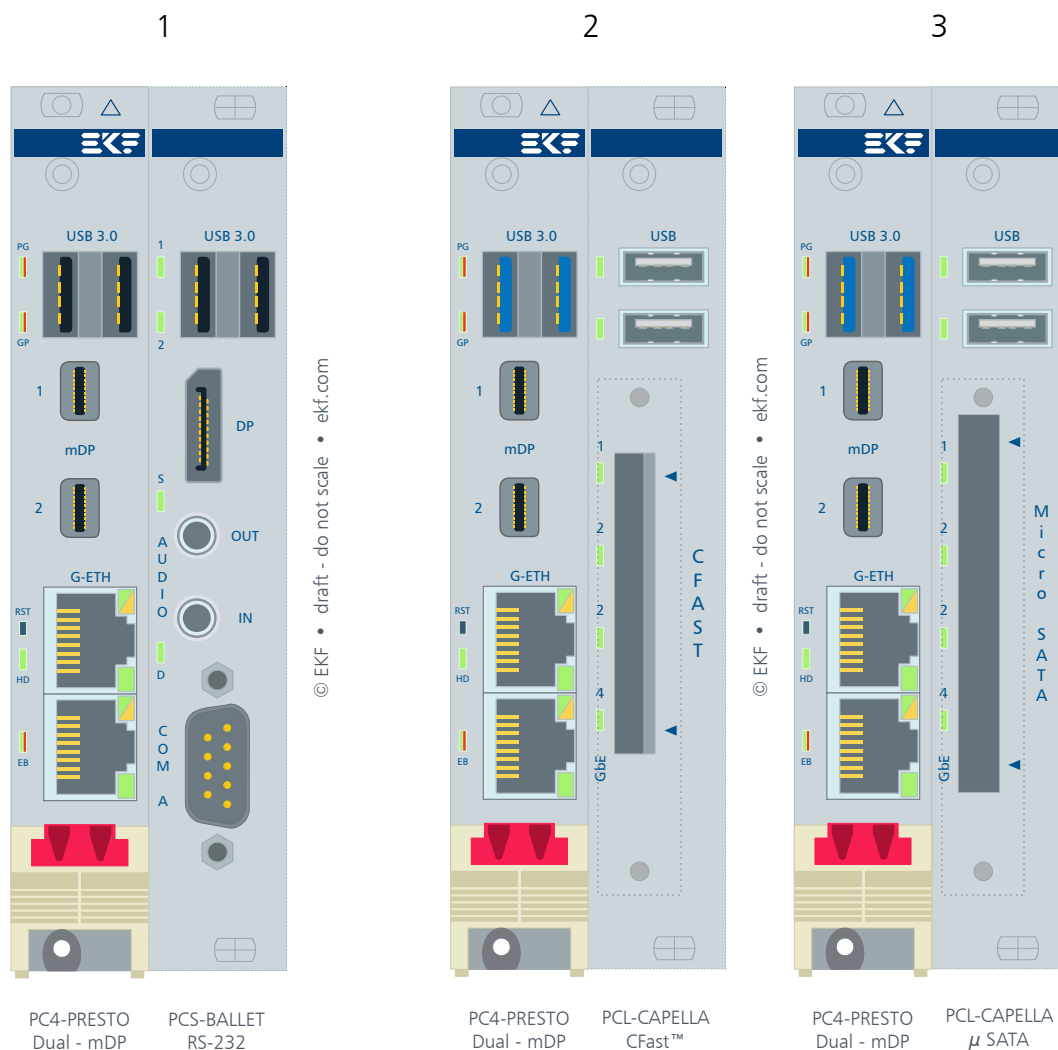 1
2
3
EKF
USB 3.0
USB 3.0
PG
GP
1
2
1
mDP
2
DP
S
AUDIO
OUT
IN
D
G-ETH
RST
HD
EB
COM A
© EKF • draft - do not scale • ekf.com
EKF
USB 3.0
USB
PG
GP
1
mDP
2
G-ETH
RST
HD
EB
1
2
2
4
GbE
CFAST
© EKF • draft - do not scale • ekf.com
EKF
USB 3.0
USB
PG
GP
1
mDP
2
G-ETH
RST
HD
EB
1
2
2
4
GbE
Micro SATA
PC4-PRESTO
Dual - mDP
PCS-BALLET
RS-232
PC4-PRESTO
Dual - mDP
PCL-CAPELLA
CFast™
PC4-PRESTO
Dual - mDP
PCL-CAPELLA
μ SATA